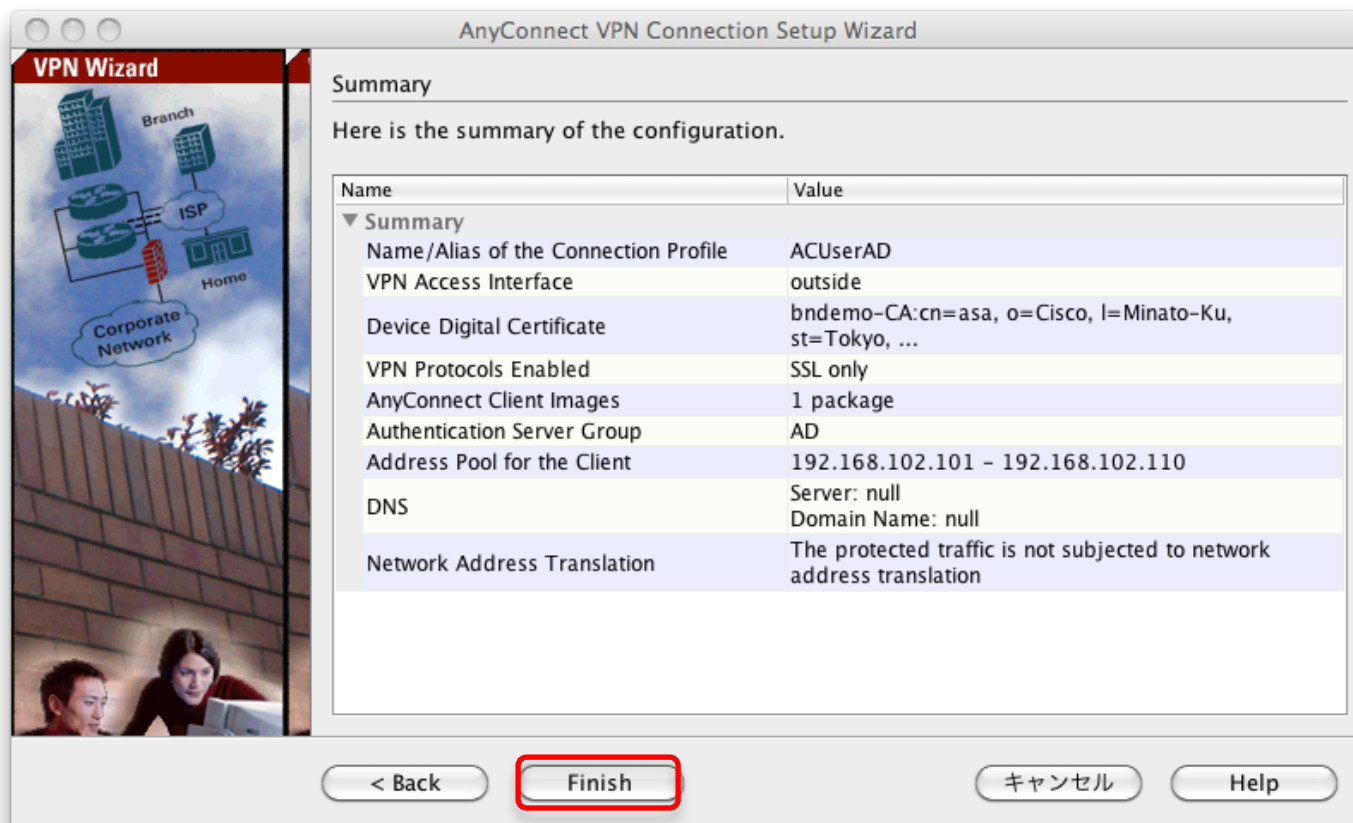 AnyConnect VPN Connection Setup Wizard
VPN Wizard
Branch
ISP
Home
Corporate
Network
Summary
Here is the summary of the configuration.
Name Value
Summary
Name/Alias of the Connection Profile ACUserAD
VPN Access Interface outside
Device Digital Certificate bndemo-CA:cn=asa, o=Cisco, l=Minato-Ku,
st=Tokyo, ...
VPN Protocols Enabled SSL only
AnyConnect Client Images 1 package
Authentication Server Group AD
Address Pool for the Client 192.168.102.101 - 192.168.102.110
DNS Server: null
Domain Name: null
Network Address Translation The protected traffic is not subjected to network
address translation
< Back Finish キャンセル Help